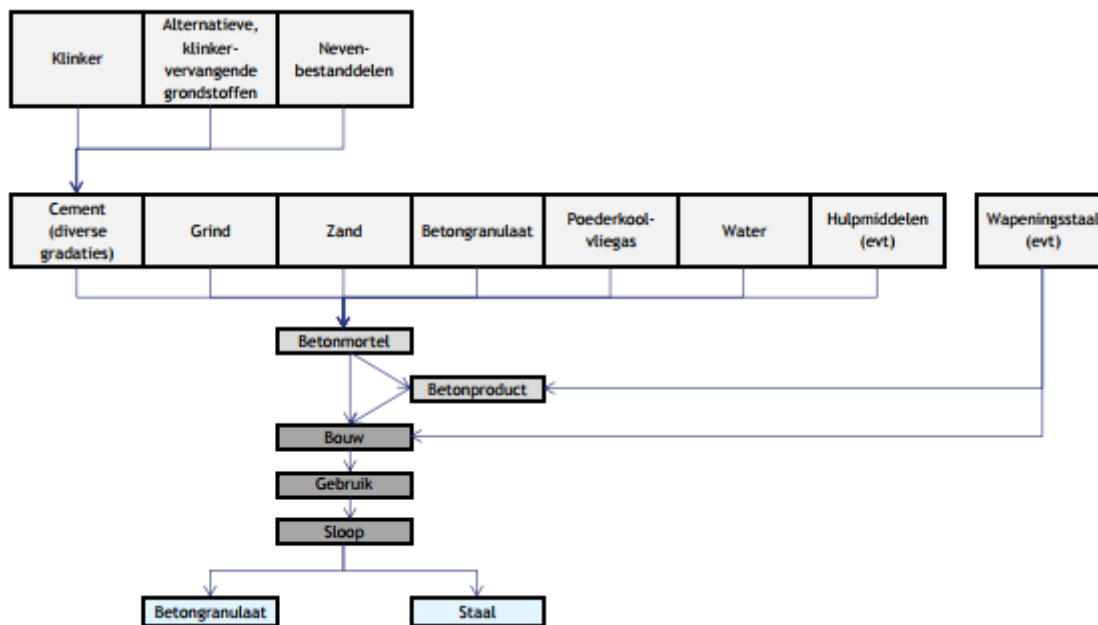 Klinker
Alternatieve,
klinker-
vervangende
grondstoffen
Neven-
bestanddelen
Cement
(diverse
gradaties)
Grind
Zand
Betongranulaat
Poederkool-
vliegas
Water
Hulpmiddelen
(evt)
Wapeningsstaal
(evt)
Betonmortel
Betonproduct
Bouw
Gebruik
Sloop
Betongranulaat
Staal